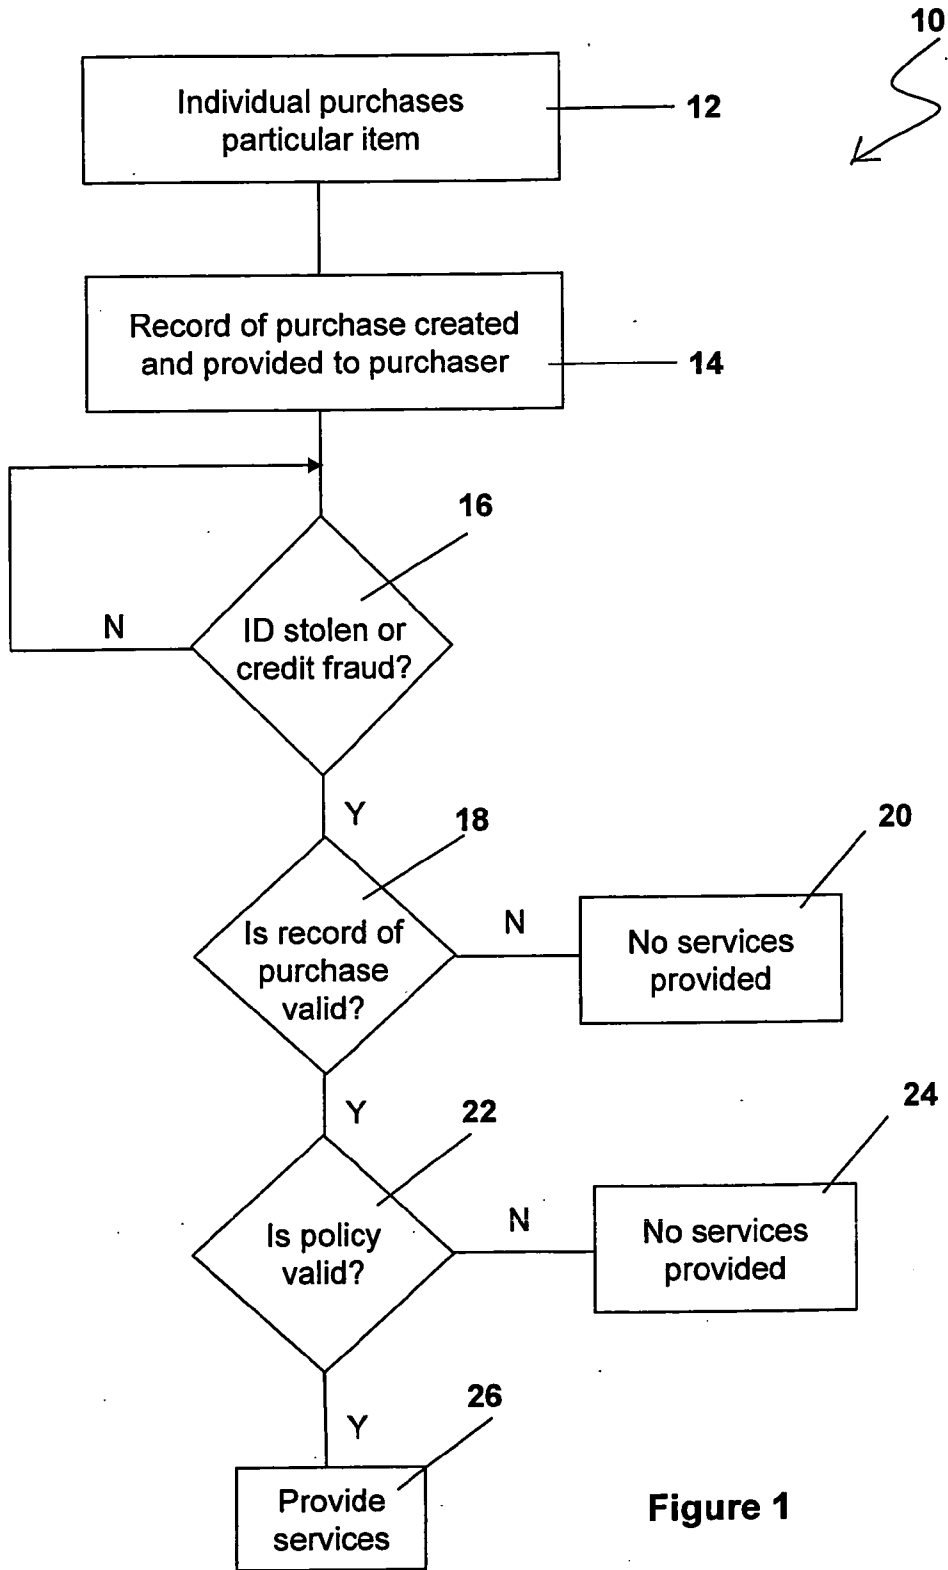 10
Individual purchases
particular item
12
Record of purchase created
and provided to purchaser
14
16
N
ID stolen or
credit fraud?
Y
18
20
Is record of
purchase
valid?
N
No services
provided
Y
22
24
Is policy
valid?
N
No services
provided
Y
26
Provide
services
Figure 1